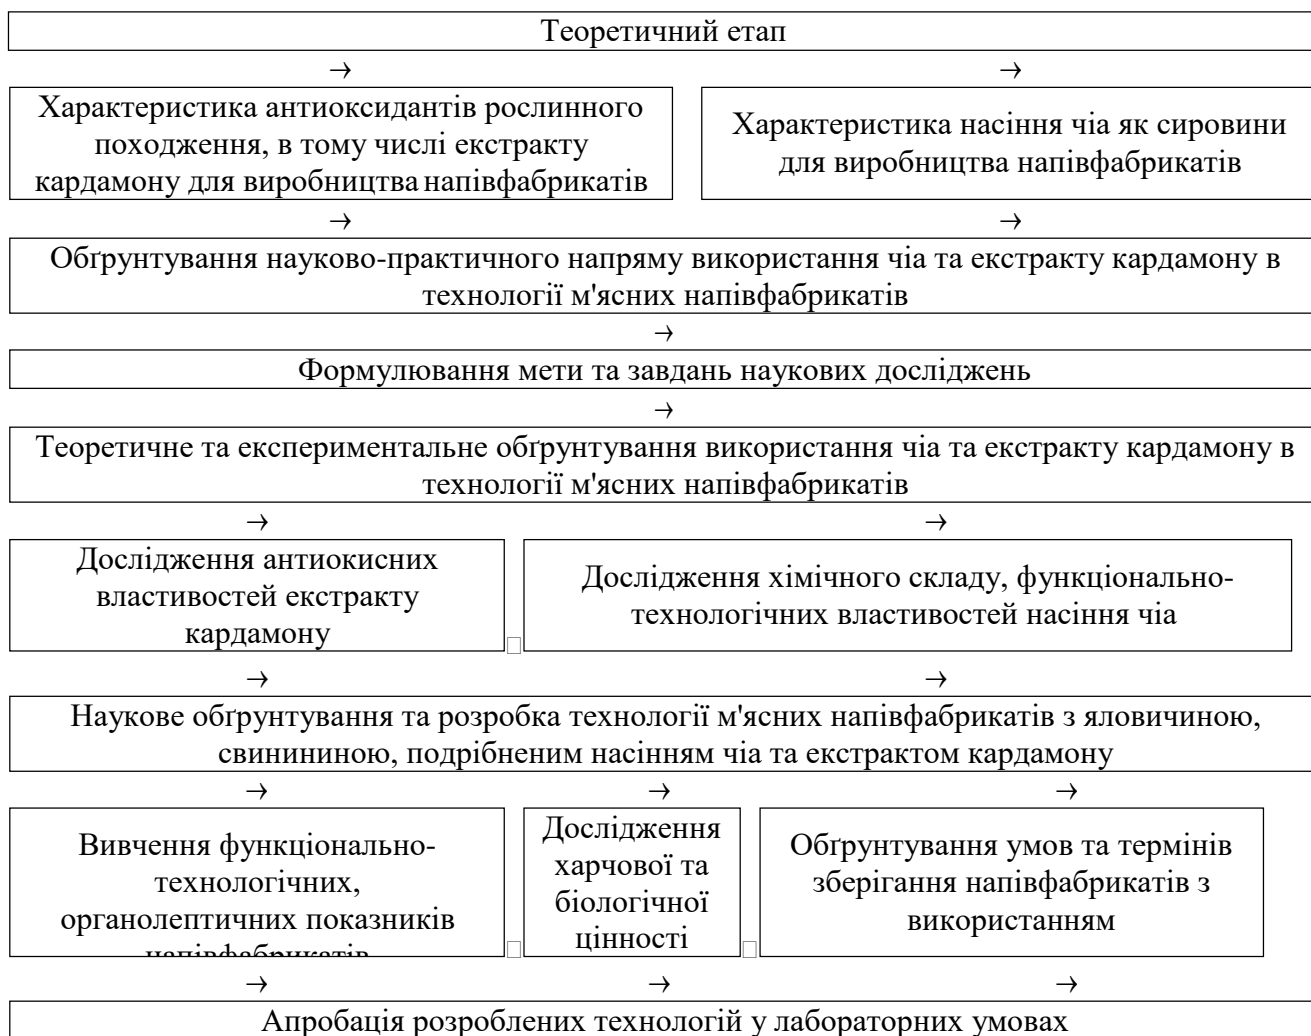 Теоретичний етап
→ →
Характеристика антиоксидантів рослинного
походження, в тому числі екстракту
кардамону для виробництва напівфабрикатів
Характеристика насіння чіа як сировини
для виробництва напівфабрикатів
→ →
Обґрунтування науково-практичного напряму використання чіа та екстракту кардамону в
технології м'ясних напівфабрикатів
→
Формулювання мети та завдань наукових досліджень
→
Теоретичне та експериментальне обґрунтування використання чіа та екстракту кардамону в
технології м'ясних напівфабрикатів
→ →
Дослідження антиокисних
властивостей екстракту
кардамону
Дослідження хімічного складу, функціонально-
технологічних властивостей насіння чіа
→ →
Наукове обґрунтування та розробка технології м'ясних напівфабрикатів з яловичиною,
свинининою, подрібненим насінням чіа та екстрактом кардамону
→ → →
Вивчення функціонально-
технологічних,
органолептичних показників
напівфабрикатів
Дослідження
харчової та
біологічної
цінності
Обґрунтування умов та термінів
зберігання напівфабрикатів з
використанням
→ → →
Апробація розроблених технологій у лабораторних умовах